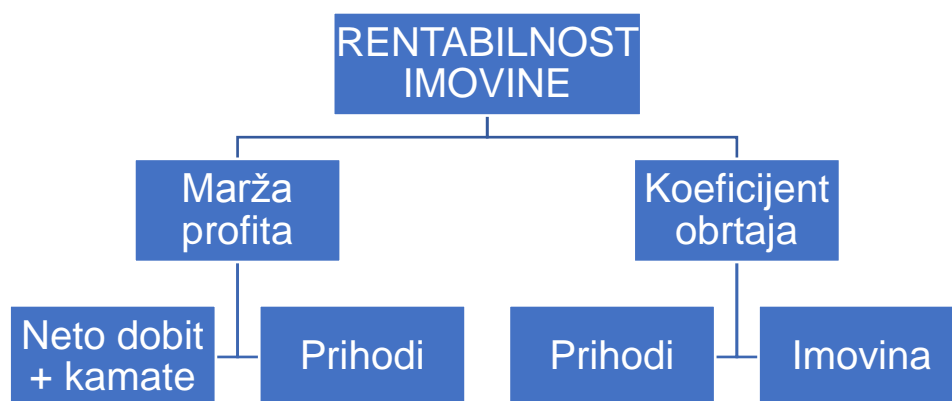 RENTABILNOST
IMOVINE
Marža
profita
Koeficijent
obrtaja
Neto dobit
+ kamate
Prihodi
Prihodi
Imovina